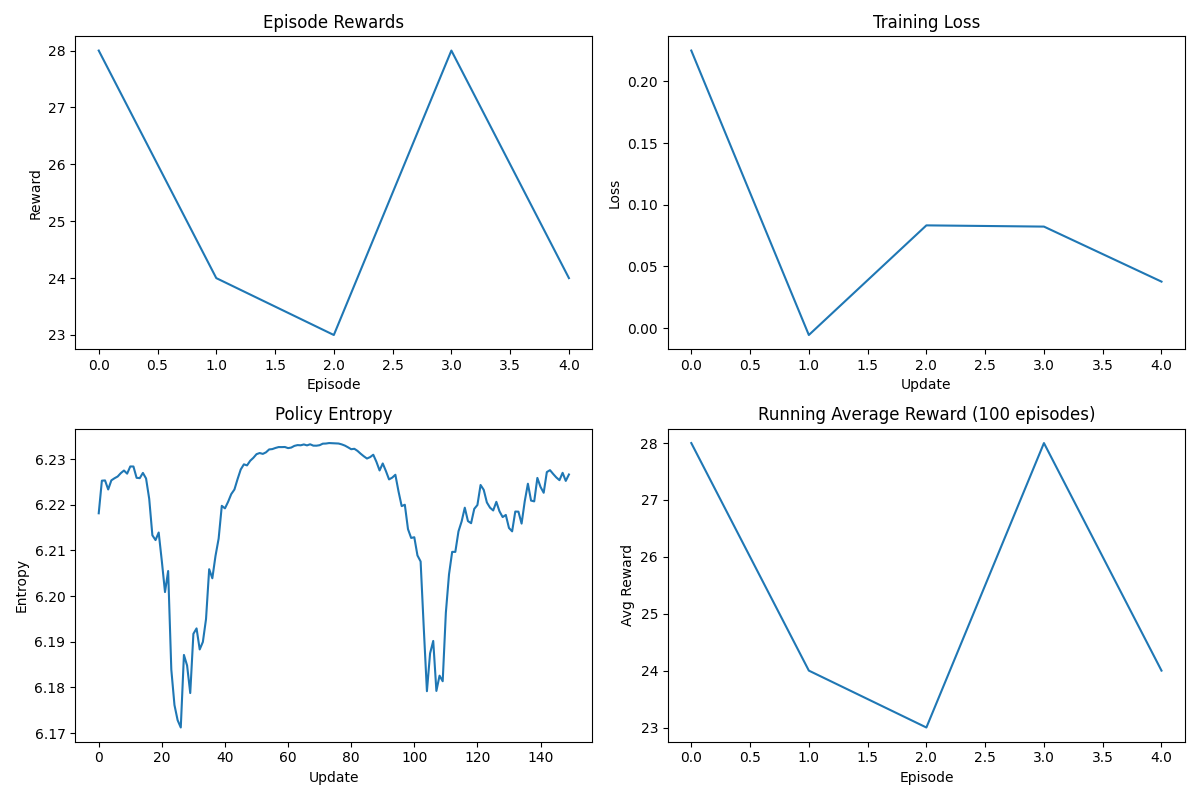 Episode Rewards
Reward
28
27
26
25
24
23
0.0 0.5 1.0 1.5 2.0 2.5 3.0 3.5 4.0
Episode
Training Loss
Loss
0.20
0.15
0.10
0.05
0.00
0.0 0.5 1.0 1.5 2.0 2.5 3.0 3.5 4.0
Update
Policy Entropy
Entropy
6.23
6.22
6.21
6.20
6.19
6.18
6.17
0 20 40 60 80 100 120 140
Update
Running Average Reward (100 episodes)
Avg Reward
28
27
26
25
24
23
0.0 0.5 1.0 1.5 2.0 2.5 3.0 3.5 4.0
Episode